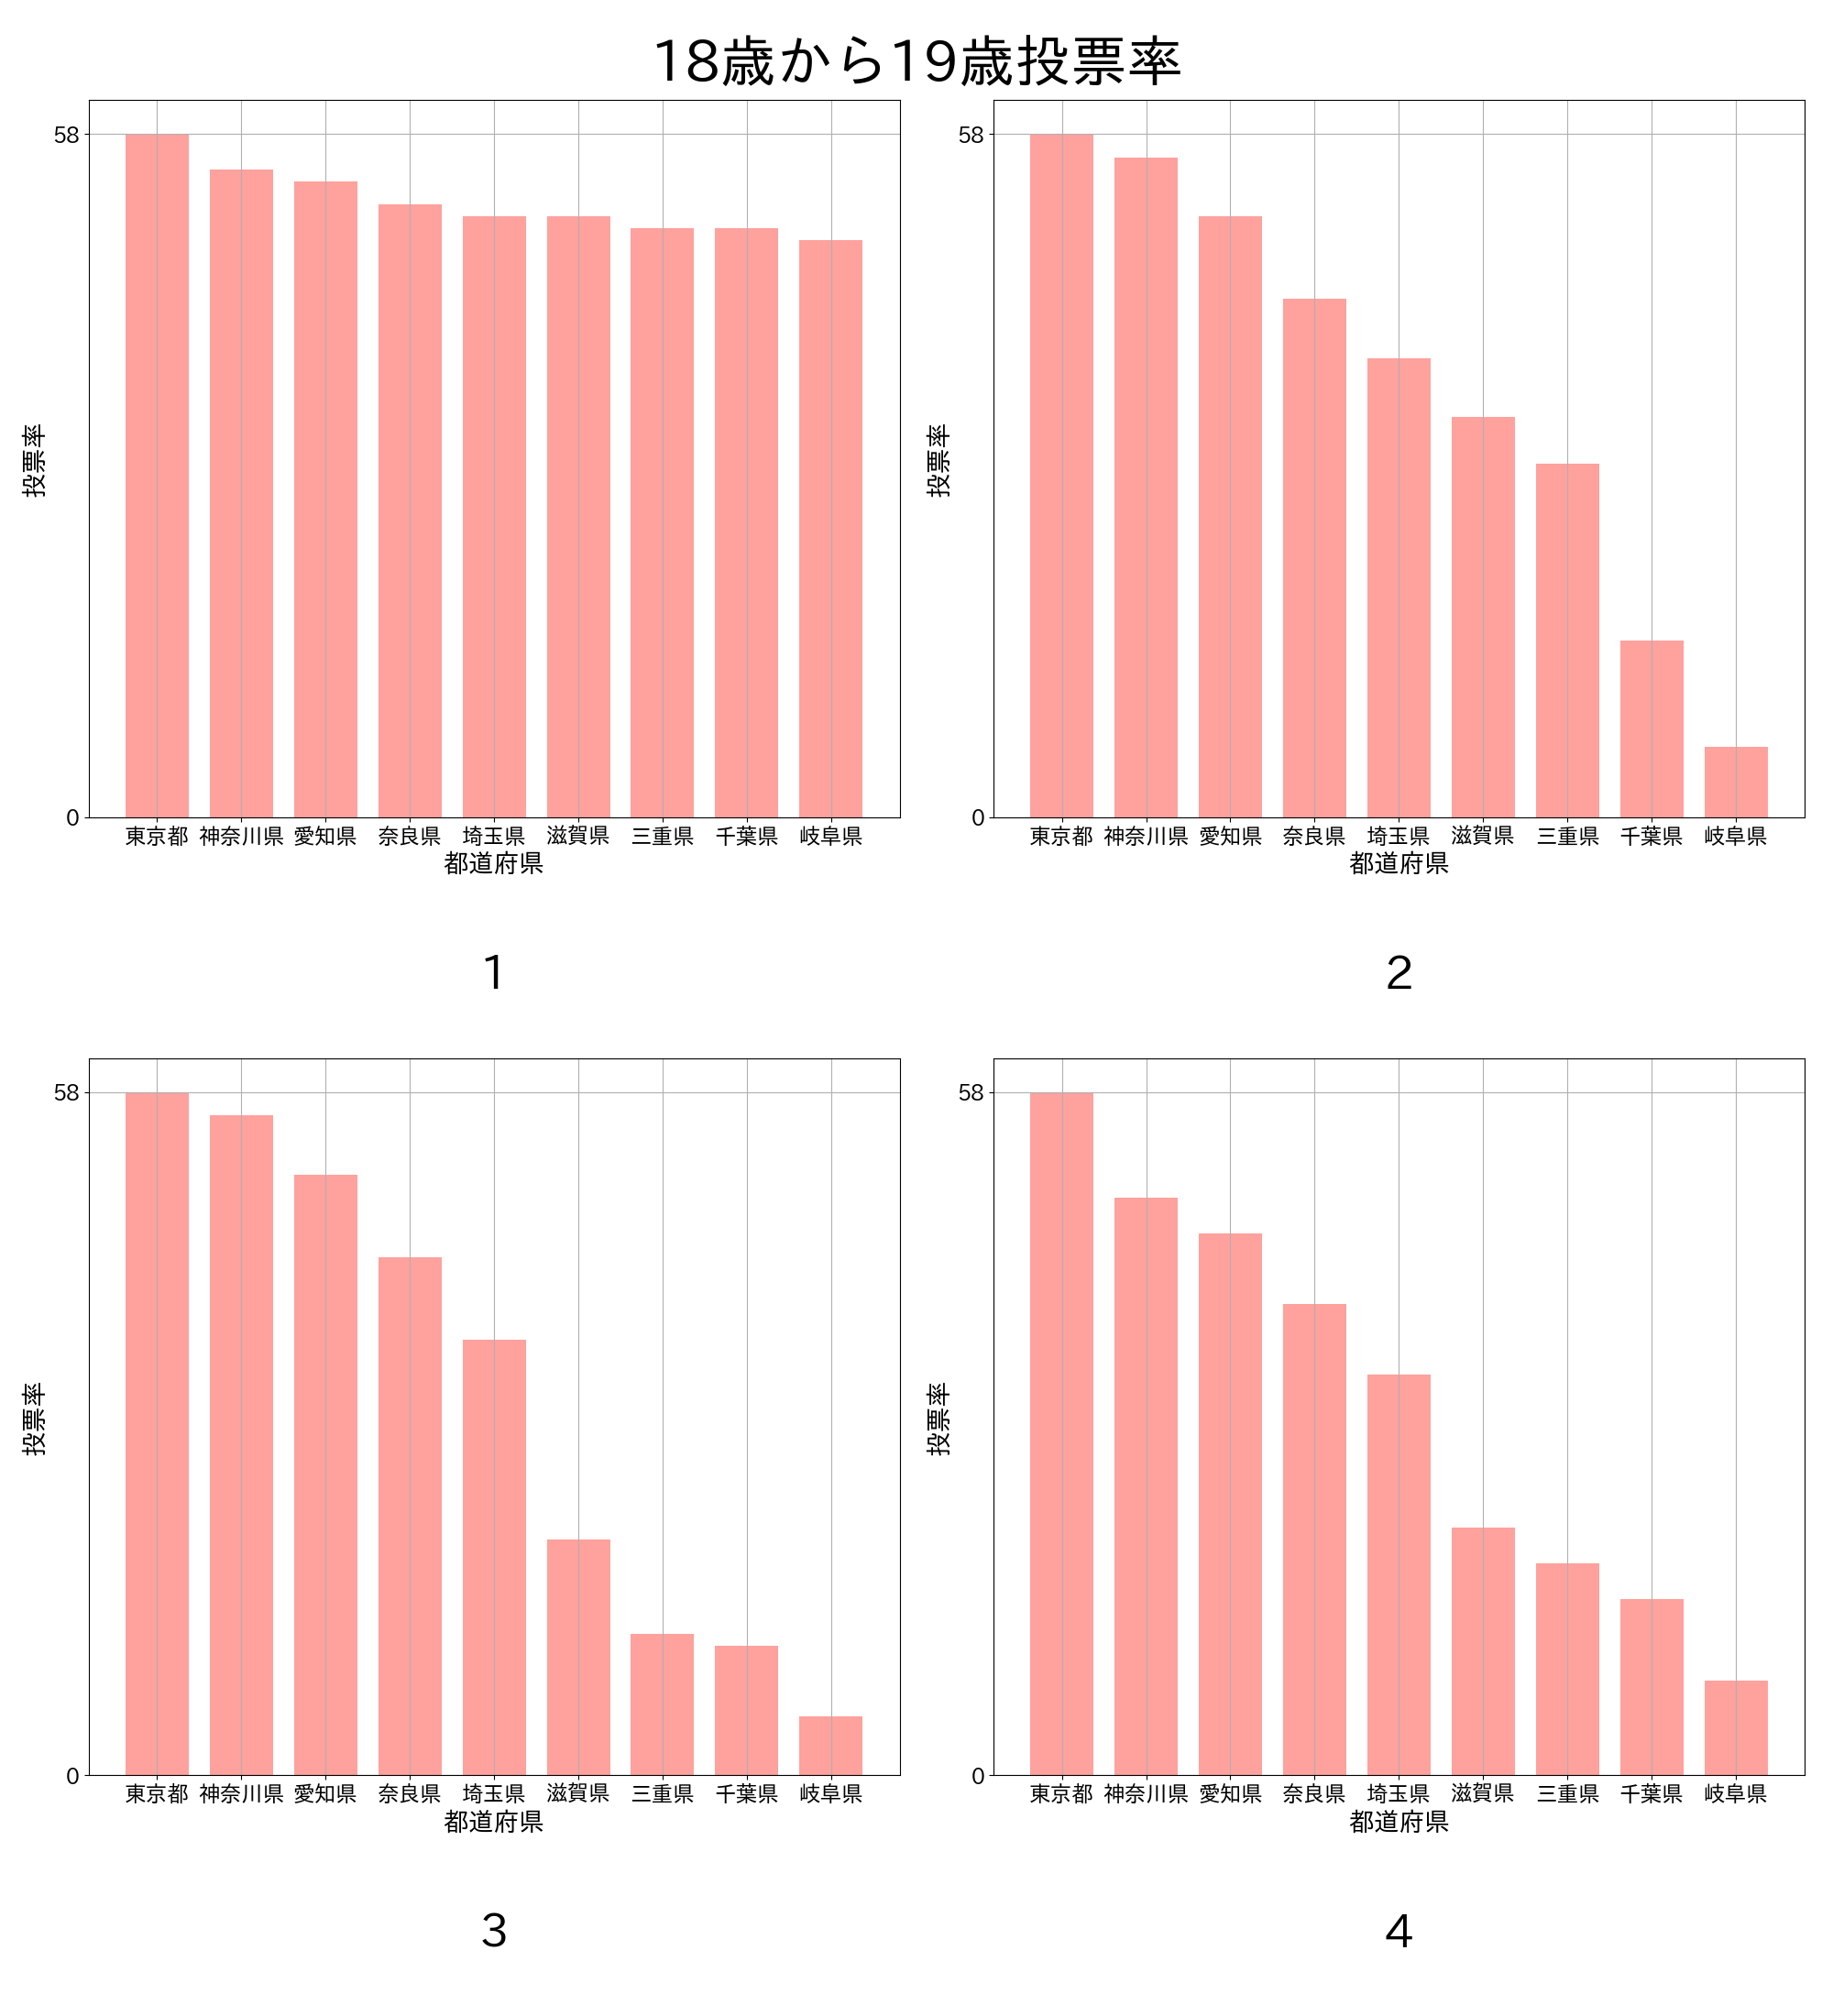 18歳から19歳投票率
58
0
投票率
東京都 神奈川県 愛知県 奈良県 埼玉県 滋賀県 三重県 千葉県 岐阜県
都道府県
1
58
0
投票率
東京都 神奈川県 愛知県 奈良県 埼玉県 滋賀県 三重県 千葉県 岐阜県
都道府県
2
58
0
投票率
東京都 神奈川県 愛知県 奈良県 埼玉県 滋賀県 三重県 千葉県 岐阜県
都道府県
3
58
0
投票率
東京都 神奈川県 愛知県 奈良県 埼玉県 滋賀県 三重県 千葉県 岐阜県
都道府県
4